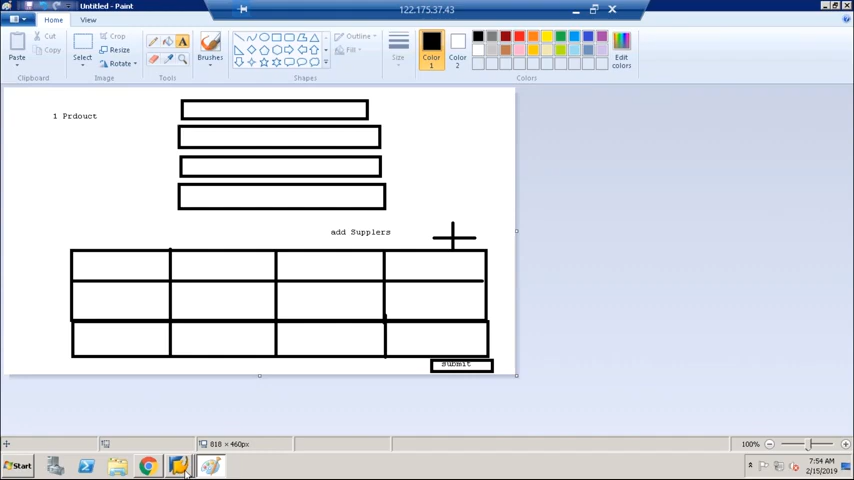 Untitled - Paint
122.175.37.43
Home
View
Paste
Cut
Copy
Clipboard
Select
Crop
Resize
Rotate
Image
Tools
Brushes
Shapes
Outline
Fill
Size
Color 1
Color 2
Edit colors
Colors
1 Prdouct
add Supplers
submit
818 × 460px
100%
Start
7:54 AM
2/15/2019